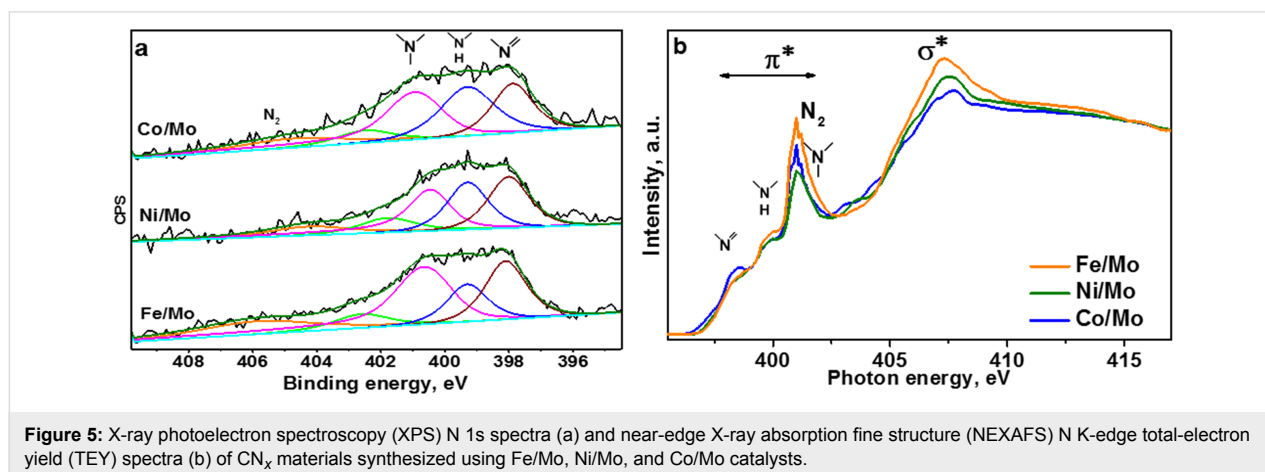 a
N
N
H
N
N₂
Co/Mo
Ni/Mo
Fe/Mo
CPS
408 406 404 402 400 398 396
Binding energy, eV
b
π*
σ*
N₂
N
N
H
N
Intensity, a.u.
Fe/Mo
Ni/Mo
Co/Mo
400 405 410 415
Photon energy, eV
Figure 5: X-ray photoelectron spectroscopy (XPS) N 1s spectra (a) and near-edge X-ray absorption fine structure (NEXAFS) N K-edge total-electron
yield (TEY) spectra (b) of CNₓ materials synthesized using Fe/Mo, Ni/Mo, and Co/Mo catalysts.